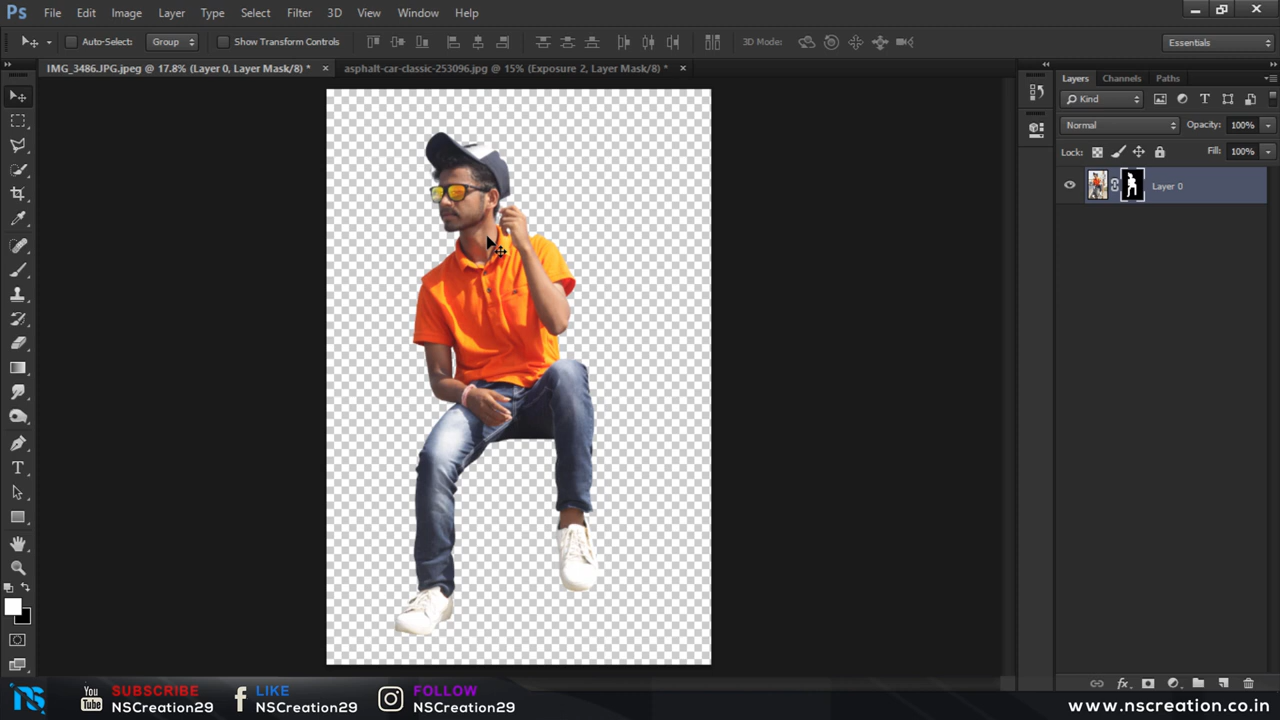 Ps File Edit Image Layer Type Select Filter 3D View Window Help
Auto-Select: Group Show Transform Controls 3D Mode: Essentials
IMG_3486.JPG.jpeg @ 17.8% (Layer 0, Layer Mask/8) * × asphalt-car-classic-253096.jpg @ 15% (Exposure 2, Layer Mask/8) * ×
Layers Channels Paths
Kind
Normal Opacity: 100%
Lock: Fill: 100%
Layer 0
NS You Tube SUBSCRIBE NSCreation29
LIKE NSCreation29
FOLLOW NSCreation29
www.nscreation.co.in